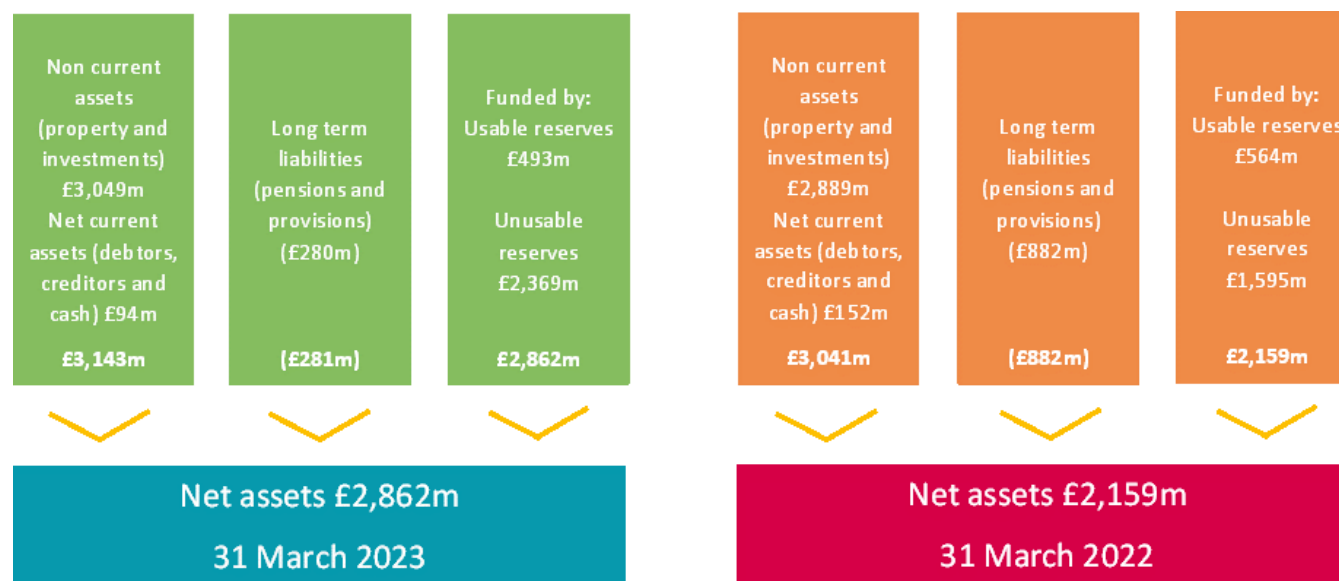 Non current
assets
(property and
investments)
£3,049m
Net current
assets (debtors,
creditors and
cash) £94m
£3,143m
Long term
liabilities
(pensions and
provisions)
(£280m)
(£281m)
Funded by:
Usable reserves
£493m
Unusable
reserves
£2,369m
£2,862m
Net assets £2,862m
31 March 2023
Non current
assets
(property and
investments)
£2,889m
Net current
assets (debtors,
creditors and
cash) £152m
£3,041m
Long term
liabilities
(pensions and
provisions)
(£882m)
(£882m)
Funded by:
Usable reserves
£564m
Unusable
reserves
£1,595m
£2,159m
Net assets £2,159m
31 March 2022